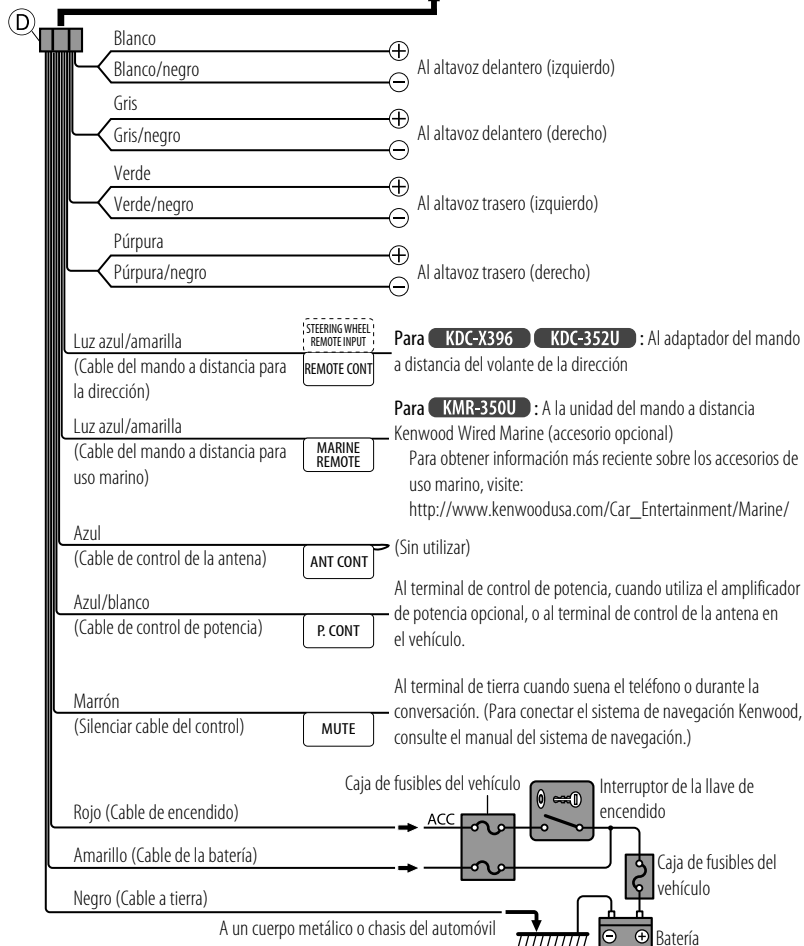 D
Blanco
Blanco/negro
Al altavoz delantero (izquierdo)
Gris
Gris/negro
Al altavoz delantero (derecho)
Verde
Verde/negro
Al altavoz trasero (izquierdo)
Púrpura
Púrpura/negro
Al altavoz trasero (derecho)
Luz azul/amarilla
(Cable del mando a distancia para
la dirección)
STEERING WHEEL
REMOTE INPUT
REMOTE CONT
Para KDC-X396 KDC-352U : Al adaptador del mando
a distancia del volante de la dirección
Luz azul/amarilla
(Cable del mando a distancia para
uso marino)
MARINE
REMOTE
Para KMR-350U : A la unidad del mando a distancia
Kenwood Wired Marine (accesorio opcional)
Para obtener información más reciente sobre los accesorios de
uso marino, visite:
http://www.kenwoodusa.com/Car_Entertainment/Marine/
Azul
(Cable de control de la antena)
ANT CONT
(Sin utilizar)
Azul/blanco
(Cable de control de potencia)
P. CONT
Al terminal de control de potencia, cuando utiliza el amplificador
de potencia opcional, o al terminal de control de la antena en
el vehículo.
Marrón
(Silenciar cable del control)
MUTE
Al terminal de tierra cuando suena el teléfono o durante la
conversación. (Para conectar el sistema de navegación Kenwood,
consulte el manual del sistema de navegación.)
Caja de fusibles del vehículo
Interruptor de la llave de
encendido
Rojo (Cable de encendido)
ACC
Amarillo (Cable de la batería)
Caja de fusibles del
vehículo
Negro (Cable a tierra)
A un cuerpo metálico o chasis del automóvil
Batería